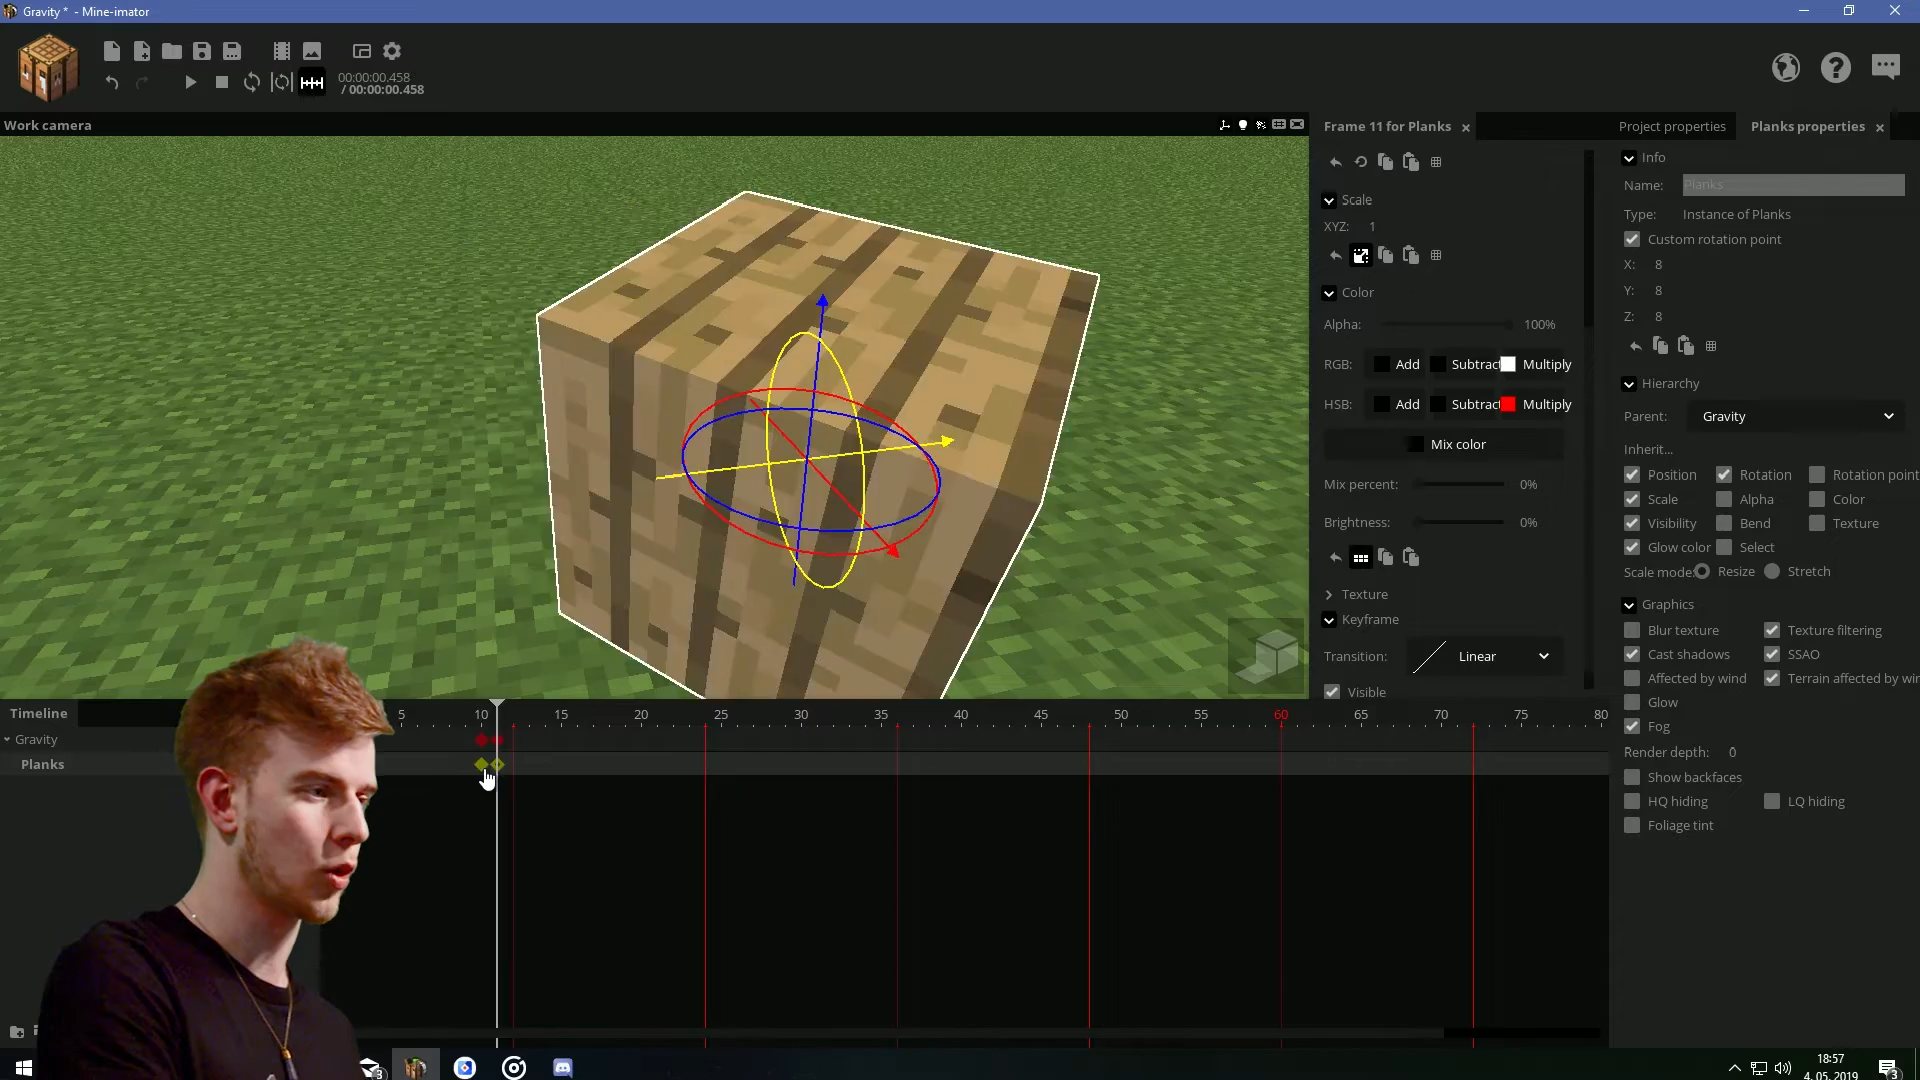 Gravity * - Mine-imator
00:00:00.458
/ 00:00:00.458
Work camera
Frame 11 for Planks
Scale
XYZ: 1
Color
Alpha: 100%
RGB: Add Subtract Multiply
HSB: Add Subtract Multiply
Mix color
Mix percent: 0%
Brightness: 0%
Texture
Keyframe
Transition: Linear
Visible
Project properties
Planks properties
Info
Name: Planks
Type: Instance of Planks
Custom rotation point
X: 8
Y: 8
Z: 8
Hierarchy
Parent: Gravity
Inherit...
Position Rotation Rotation point
Scale Alpha Color
Visibility Bend Texture
Glow color Select
Scale mode: Resize Stretch
Graphics
Blur texture Texture filtering
Cast shadows SSAO
Affected by wind Terrain affected by win
Glow
Fog
Render depth: 0
Show backfaces
HQ hiding LQ hiding
Foliage tint
Timeline
5 10 15 20 25 30 35 40 45 50 55 60 65 70 75 80
Gravity
Planks
3
18:57
4. 05. 2019
3